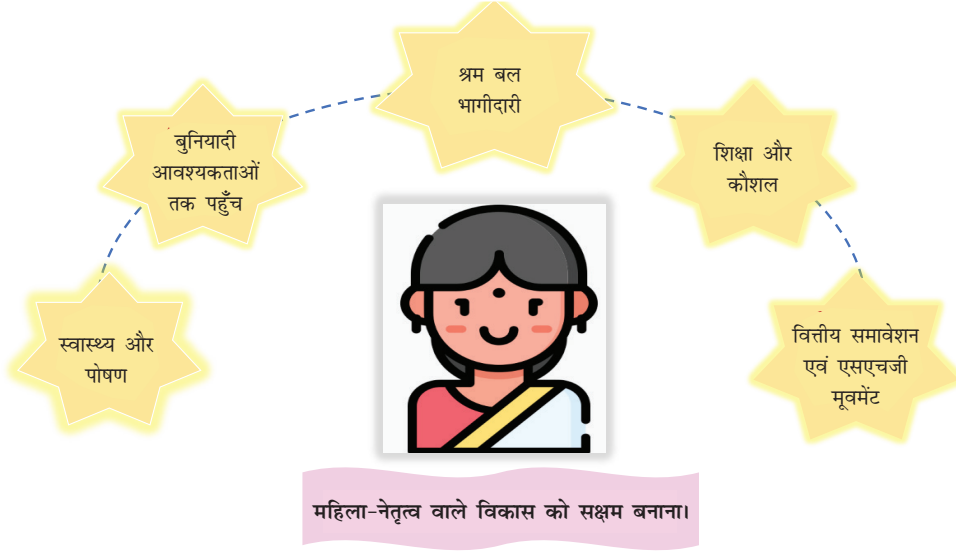 श्रम बल
भागीदारी
बुनियादी
आवश्यकताओं
तक पहुँच
शिक्षा और
कौशल
स्वास्थ्य और
पोषण
वित्तीय समावेशन
एवं एसएचजी
मूवमेंट
महिला-नेतृत्व वाले विकास को सक्षम बनाना।